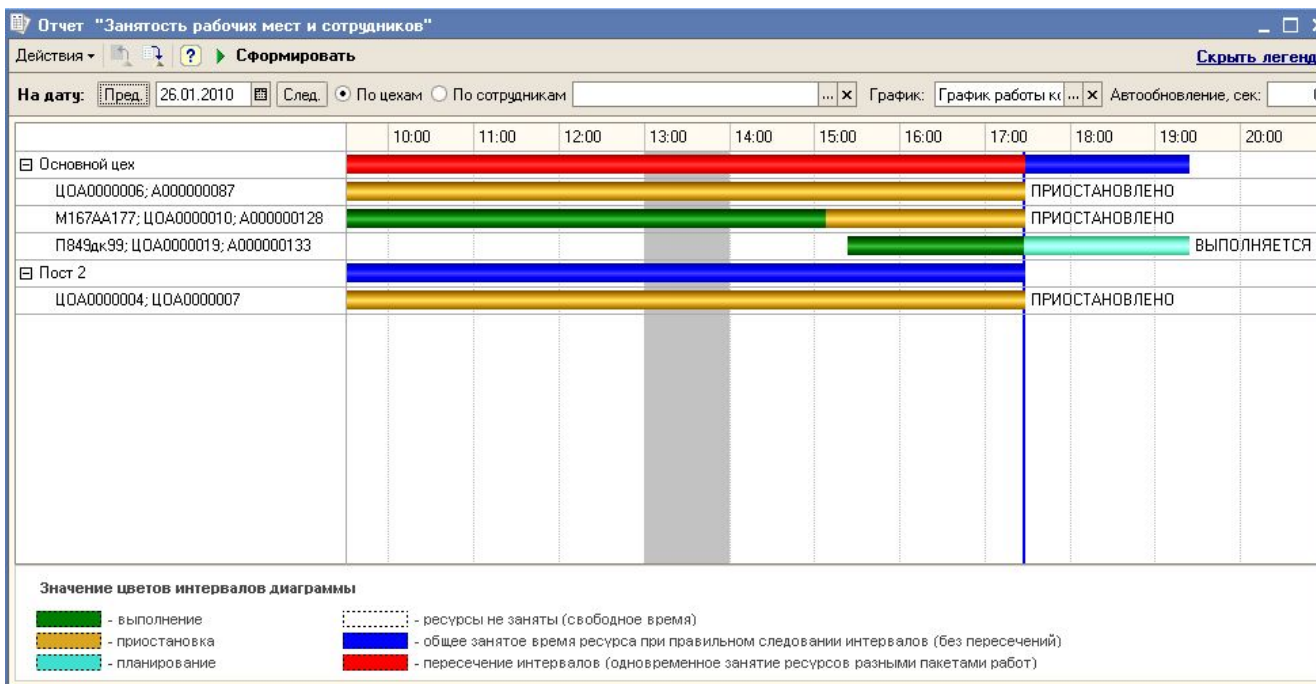 Отчет "Занятость рабочих мест и сотрудников"
Действия Сформировать Скрыть леген
На дату: Пред. 26.01.2010 След. По цехам По сотрудникам ... x График: График работы ... x Автообновление, сек:
10:00 11:00 12:00 13:00 14:00 15:00 16:00 17:00 18:00 19:00 20:00
Основной цех
ЦОА0000006; А000000087 ПРИОСТАНОВЛЕНО
М167АА177; ЦОА0000010; А000000128 ПРИОСТАНОВЛЕНО
П849дк99; ЦОА0000019; А000000133 ВЫПОЛНЯЕТСЯ
Пост 2
ЦОА0000004; ЦОА0000007 ПРИОСТАНОВЛЕНО
Значение цветов интервалов диаграммы
- выполнение - ресурсы не заняты (свободное время)
- приостановка - общее занятое время ресурса при правильном следовании интервалов (без пересечений)
- планирование - пересечение интервалов (одновременное занятие ресурсов разными пакетами работ)